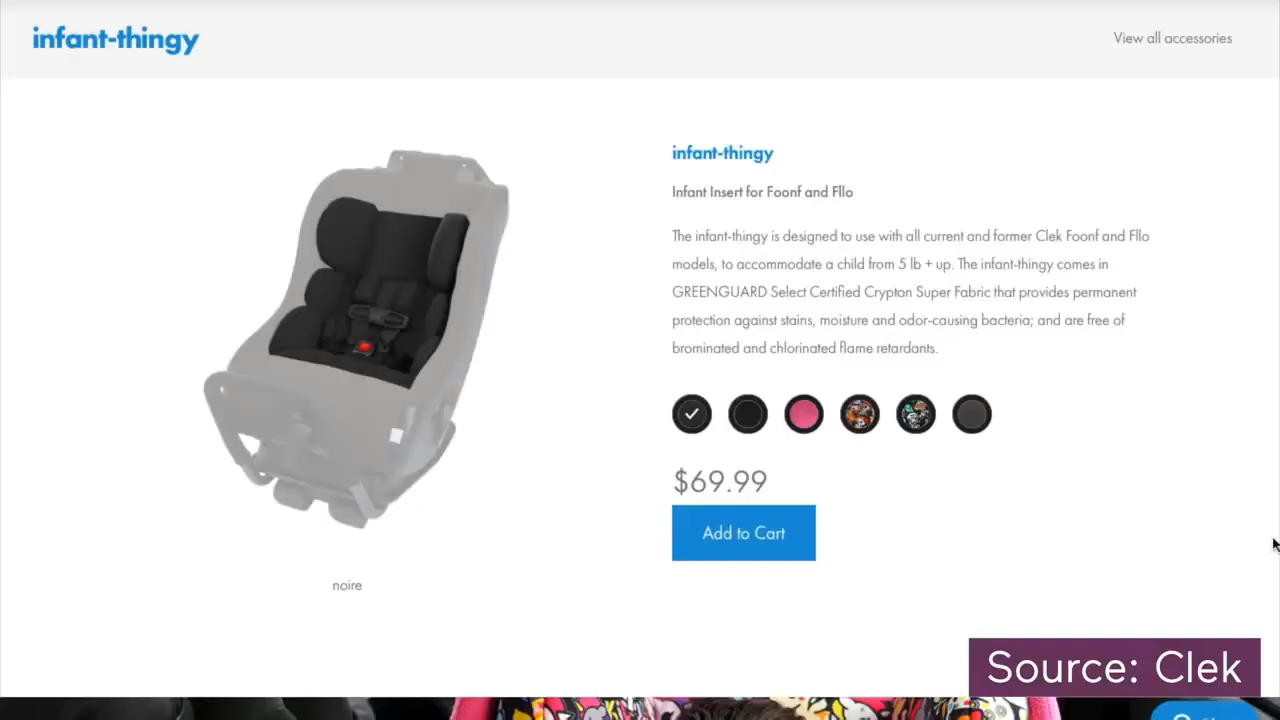 infant-thingy
View all accessories
infant-thingy
Infant Insert for Foonf and Fllo
The infant-thingy is designed to use with all current and former Clek Foonf and Fllo
models, to accommodate a child from 5 lb + up. The infant-thingy comes in
GREENGUARD Select Certified Crypton Super Fabric that provides permanent
protection against stains, moisture and odor-causing bacteria; and are free of
brominated and chlorinated flame retardants.
$69.99
Add to Cart
noire
Source: Clek